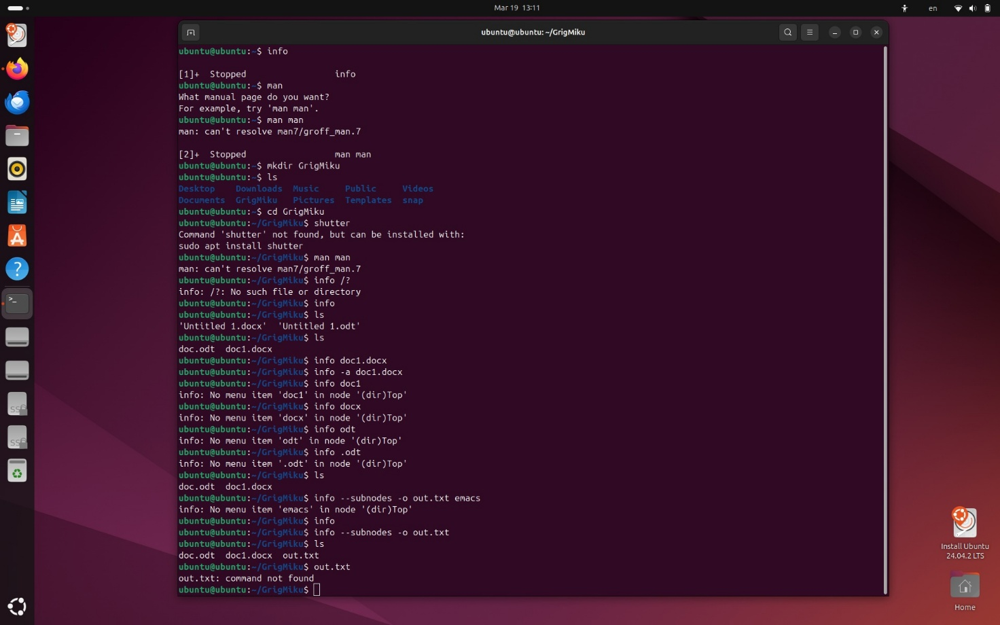 Mar 19 13:11
en
ubuntu@ubuntu: ~/GrigMiku
ubuntu@ubuntu:~$ info
[1]+  Stopped                 info
ubuntu@ubuntu:~$ man
What manual page do you want?
For example, try 'man man'.
ubuntu@ubuntu:~$ man man
man: can't resolve man7/groff_man.7
[2]+  Stopped                 man man
ubuntu@ubuntu:~$ mkdir GrigMiku
ubuntu@ubuntu:~$ ls
Desktop    Downloads  Music     Public     Videos
Documents  GrigMiku   Pictures  Templates  snap
ubuntu@ubuntu:~$ cd GrigMiku
ubuntu@ubuntu:~/GrigMiku$ shutter
Command 'shutter' not found, but can be installed with:
sudo apt install shutter
ubuntu@ubuntu:~/GrigMiku$ man man
man: can't resolve man7/groff_man.7
ubuntu@ubuntu:~/GrigMiku$ info /?
info: /?: No such file or directory
ubuntu@ubuntu:~/GrigMiku$ info
ubuntu@ubuntu:~/GrigMiku$ ls
'Untitled 1.docx'  'Untitled 1.odt'
ubuntu@ubuntu:~/GrigMiku$ ls
doc.odt  doc1.docx
ubuntu@ubuntu:~/GrigMiku$ info doc1.docx
ubuntu@ubuntu:~/GrigMiku$ info -a doc1.docx
ubuntu@ubuntu:~/GrigMiku$ info doc1
info: No menu item 'doc1' in node '(dir)Top'
ubuntu@ubuntu:~/GrigMiku$ info docx
info: No menu item 'docx' in node '(dir)Top'
ubuntu@ubuntu:~/GrigMiku$ info odt
info: No menu item 'odt' in node '(dir)Top'
ubuntu@ubuntu:~/GrigMiku$ info .odt
info: No menu item '.odt' in node '(dir)Top'
ubuntu@ubuntu:~/GrigMiku$ ls
doc.odt  doc1.docx
ubuntu@ubuntu:~/GrigMiku$ info --subnodes -o out.txt emacs
info: No menu item 'emacs' in node '(dir)Top'
ubuntu@ubuntu:~/GrigMiku$ info
ubuntu@ubuntu:~/GrigMiku$ info --subnodes -o out.txt
ubuntu@ubuntu:~/GrigMiku$ ls
doc.odt  doc1.docx  out.txt
ubuntu@ubuntu:~/GrigMiku$ out.txt
out.txt: command not found
ubuntu@ubuntu:~/GrigMiku$
Install Ubuntu
24.04.2 LTS
Home